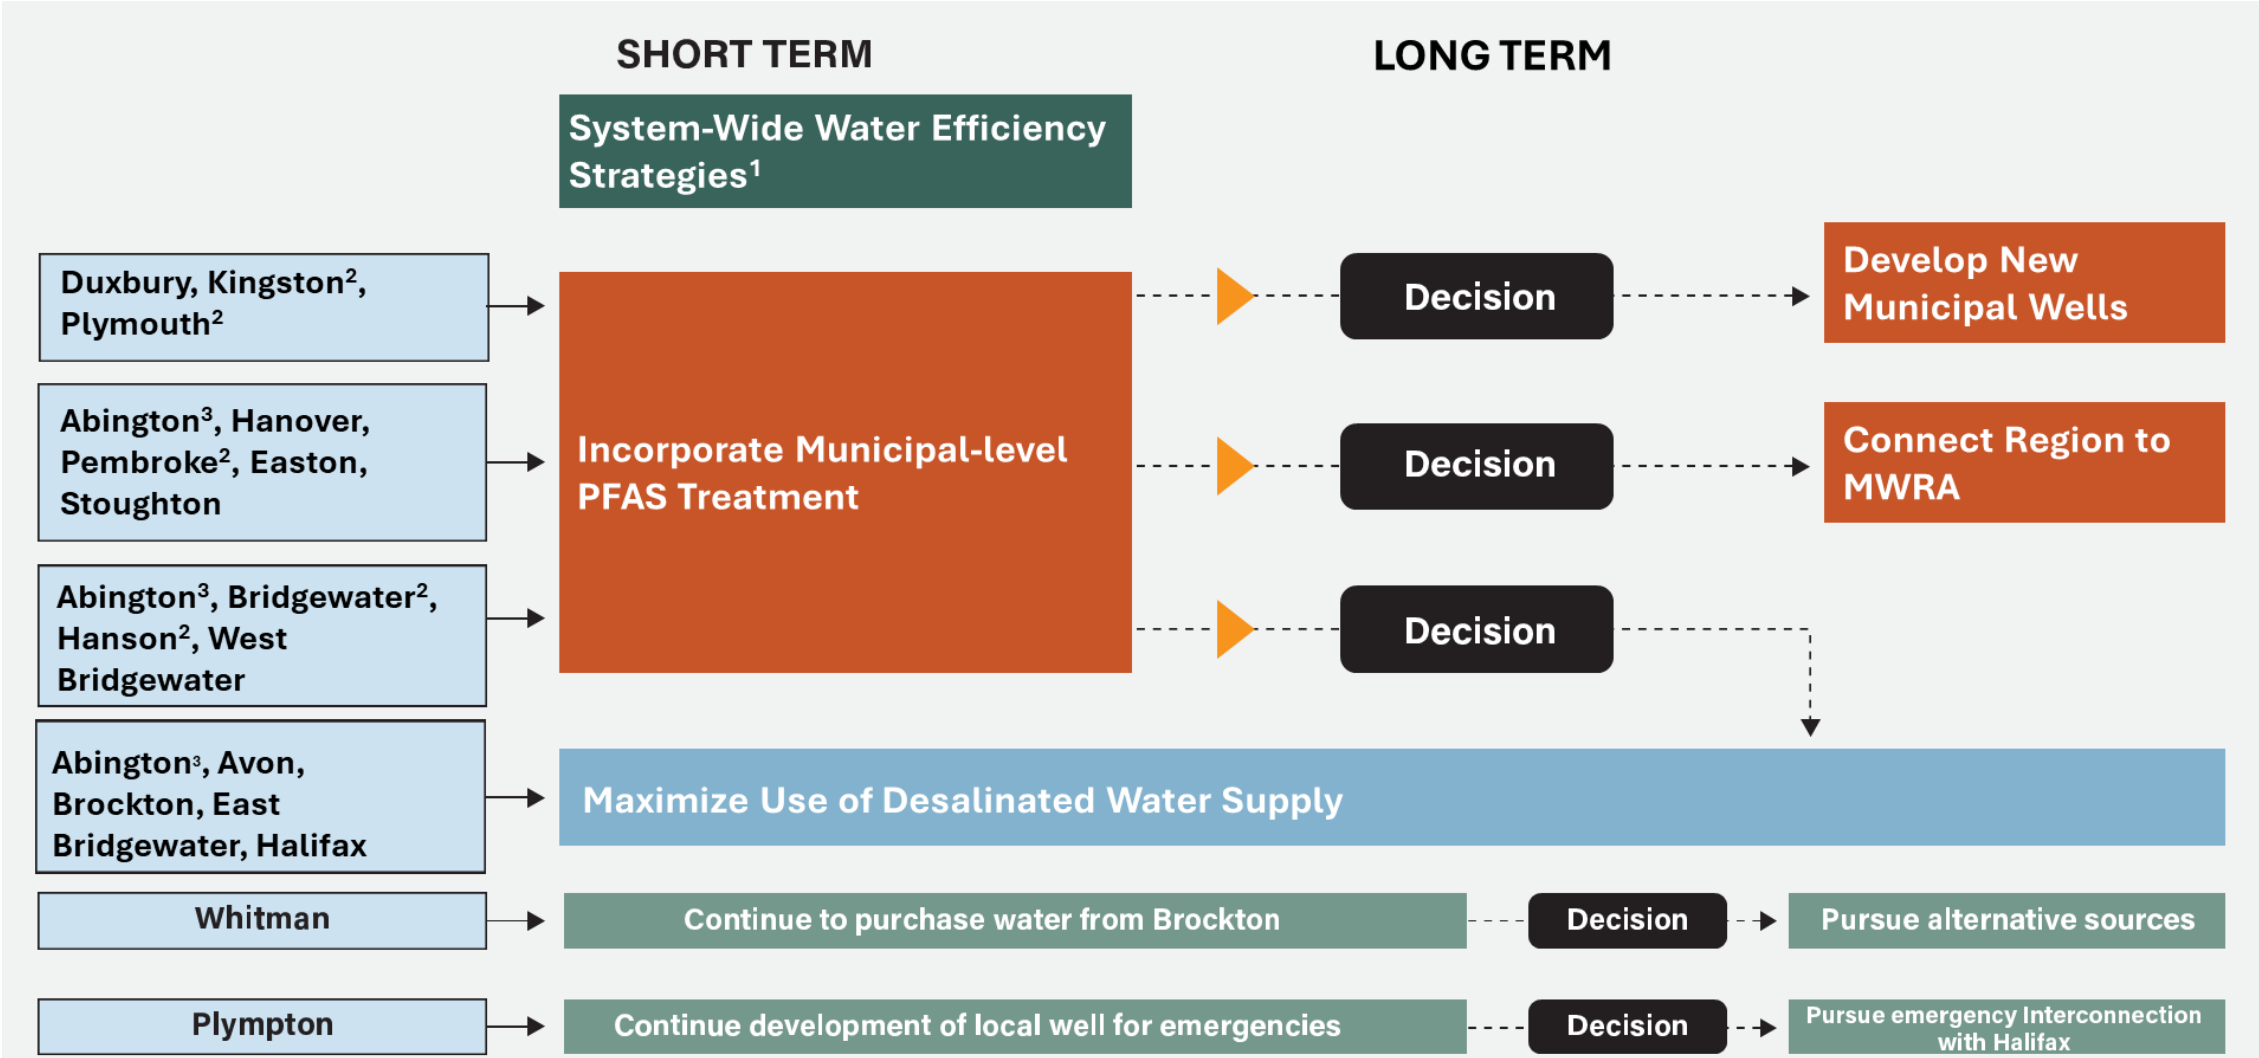 SHORT TERM
LONG TERM
System-Wide Water Efficiency
Strategies¹
Duxbury, Kingston²,
Plymouth²
Decision
Develop New
Municipal Wells
Abington³, Hanover,
Pembroke², Easton,
Stoughton
Incorporate Municipal-level
PFAS Treatment
Decision
Connect Region to
MWRA
Abington³, Bridgewater²,
Hanson², West
Bridgewater
Decision
Abington³, Avon,
Brockton, East
Bridgewater, Halifax
Maximize Use of Desalinated Water Supply
Whitman
Continue to purchase water from Brockton
Decision
Pursue alternative sources
Plympton
Continue development of local well for emergencies
Decision
Pursue emergency Interconnection
with Halifax